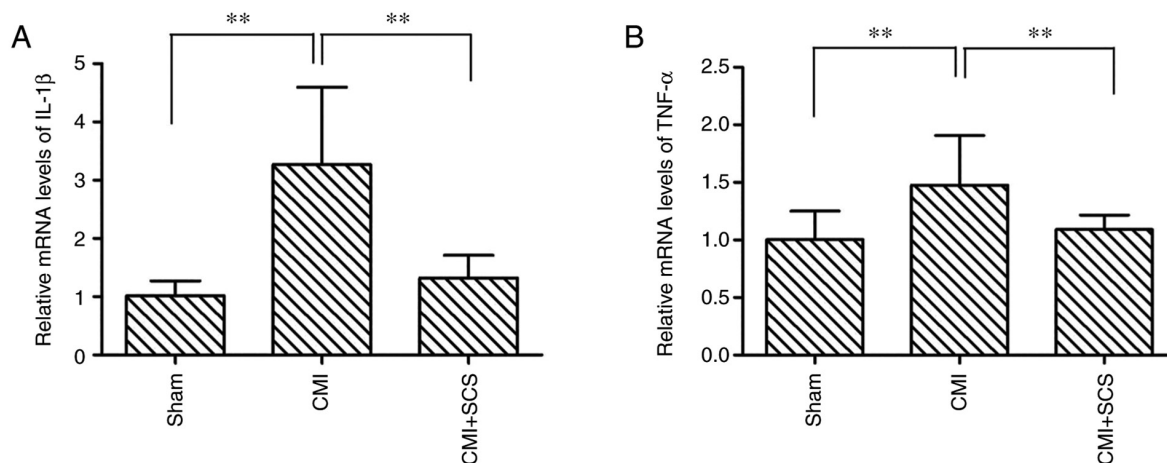 A
** **
Relative mRNA levels of IL-1β
5
4
3
2
1
0
Sham
CMI
CMI+SCS
B
** **
Relative mRNA levels of TNF-α
2.5
2.0
1.5
1.0
0.5
0.0
Sham
CMI
CMI+SCS